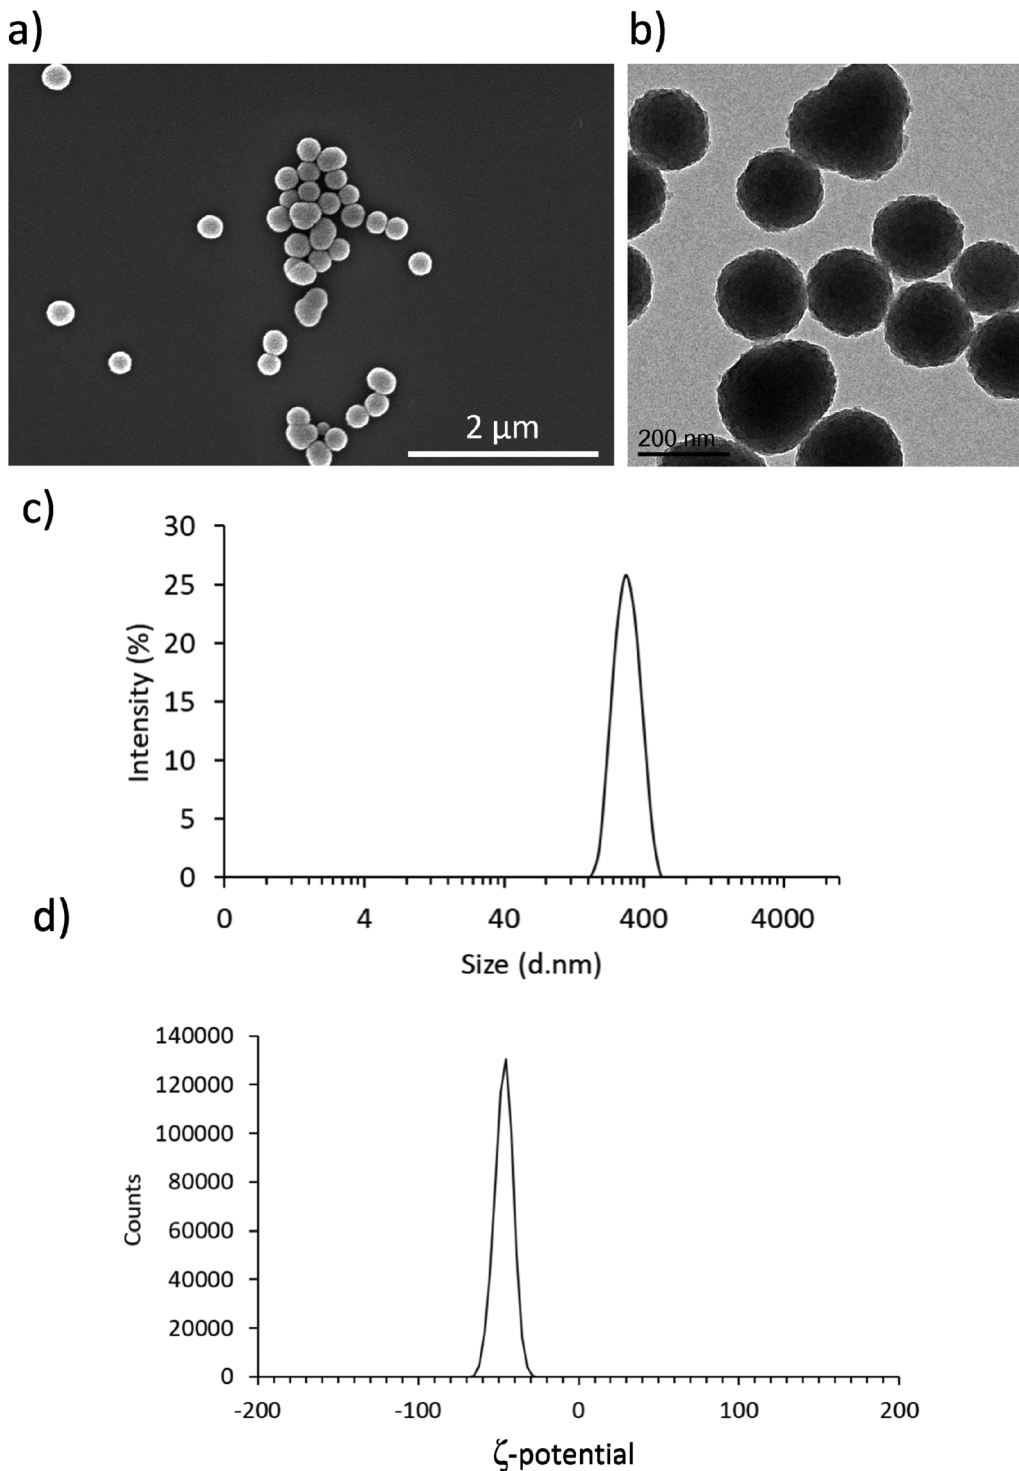 a)
b)
2 μm
200 nm
c)
30
25
20
15
10
5
0
Intensity (%)
0 4 40 400 4000
Size (d.nm)
d)
140000
120000
100000
80000
60000
40000
20000
0
Counts
-200 -100 0 100 200
ζ-potential